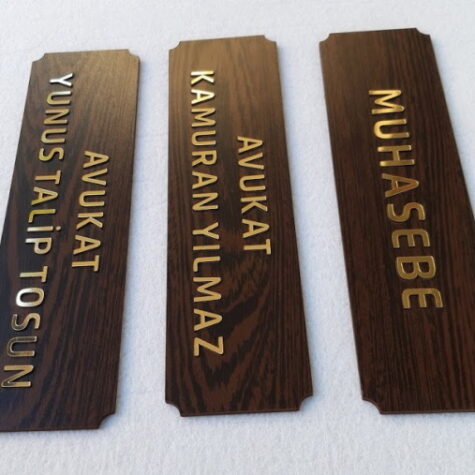 AVUKAT
YUNUS TALİP TOSUN
AVUKAT
KAMURAN YILMAZ
MUHASEBE